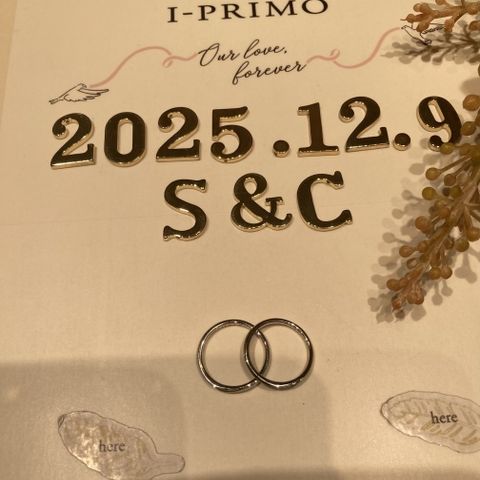 I-PRIMO
Our love,
forever
2025.12.9
S & C
here
here